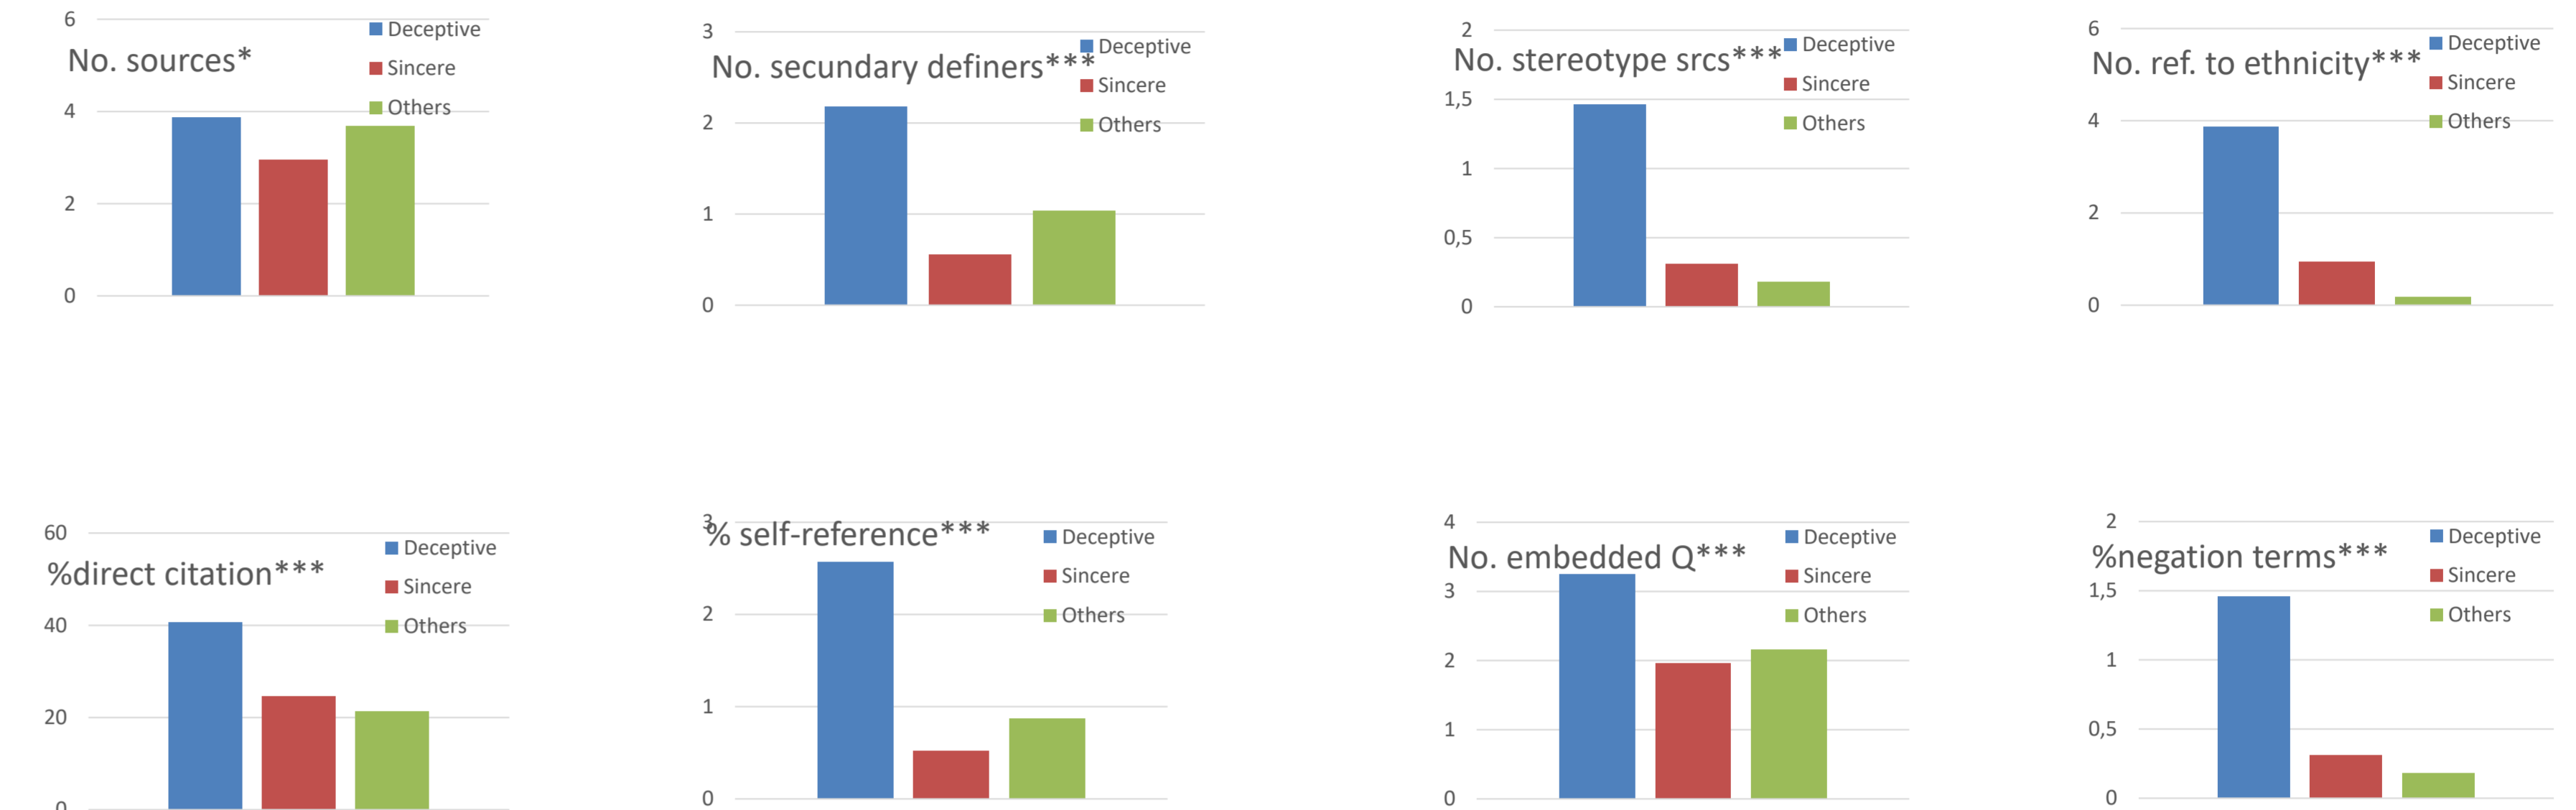 6
4
2
0
No. sources*
Deceptive
Sincere
Others
3
2
1
0
No. secundary definers***
Deceptive
Sincere
Others
2
1,5
1
0,5
0
No. stereotype srcs***
Deceptive
Sincere
Others
6
4
2
0
No. ref. to ethnicity***
Deceptive
Sincere
Others
60
40
20
0
%direct citation***
Deceptive
Sincere
Others
3
2
1
0
% self-reference***
Deceptive
Sincere
Others
4
3
2
1
0
No. embedded Q***
Deceptive
Sincere
Others
2
1,5
1
0,5
0
%negation terms***
Deceptive
Sincere
Others